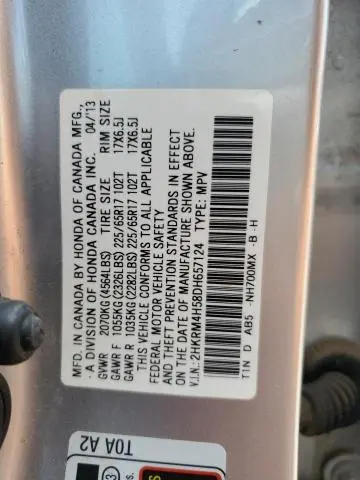 MFD. IN CANADA BY HONDA OF CANADA MFG.,
A DIVISION OF HONDA CANADA INC. 04/'13
GVWR 2070KG(4564LBS) TIRE SIZE RIM SIZE
GAWR F 1055KG(2326LBS) 225/65R17 102T 17X6.5J
GAWR R 1035KG(2282LBS) 225/65R17 102T 17X6.5J
THIS VEHICLE CONFORMS TO ALL APPLICABLE
FEDERAL MOTOR VEHICLE SAFETY
AND THEFT PREVENTION STANDARDS IN EFFECT
ON THE DATE OF MANUFACTURE SHOWN ABOVE.
V.I.N.:2HKRM4H58DH657124 TYPE: MPV
TIN D AB5 -NH700MX -B -H
T0A A2